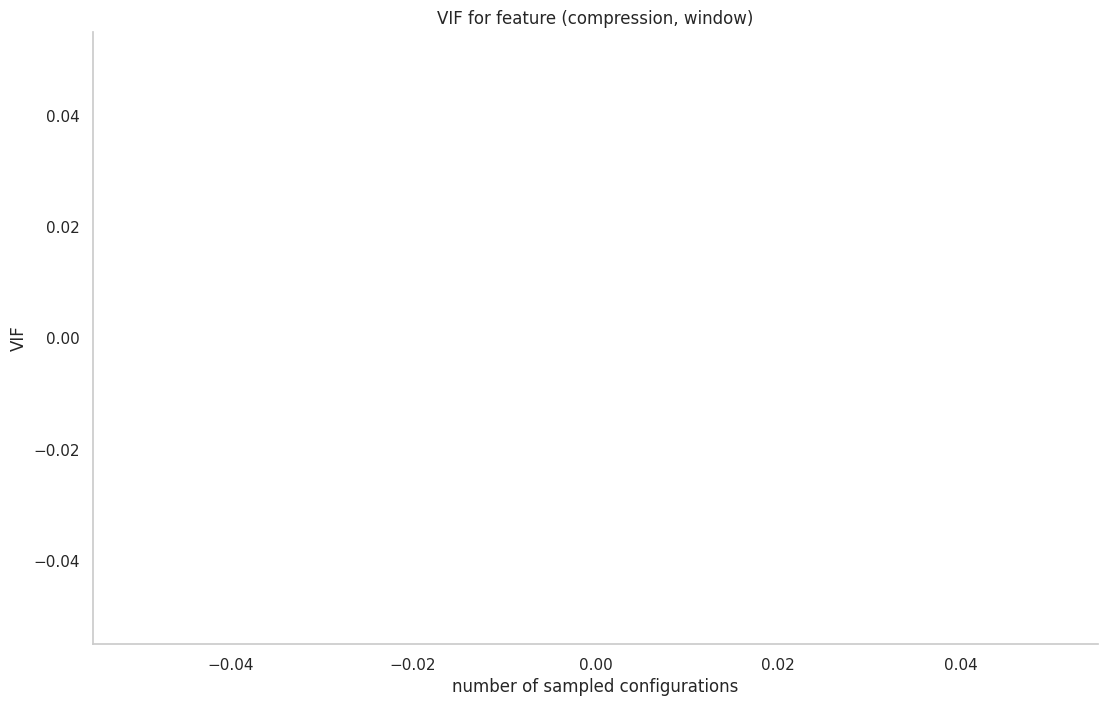 VIF for feature (compression, window)
0.04
0.02
0.00
−0.02
−0.04
VIF
−0.04 −0.02 0.00 0.02 0.04
number of sampled configurations